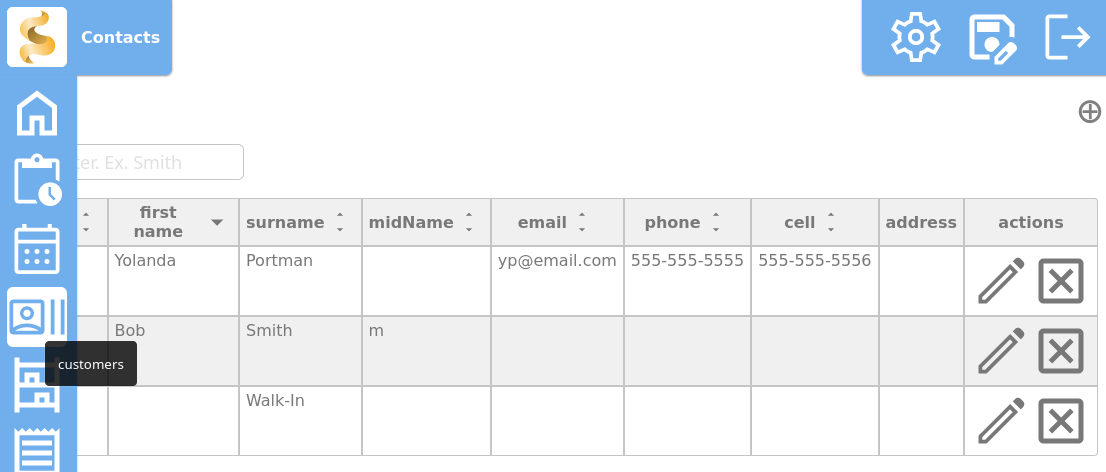 Contacts
ter. Ex. Smith
first name
surname
midName
email
phone
cell
address
actions
Yolanda
Portman
yp@email.com
555-555-5555
555-555-5556
Bob
Smith
m
customers
Walk-In